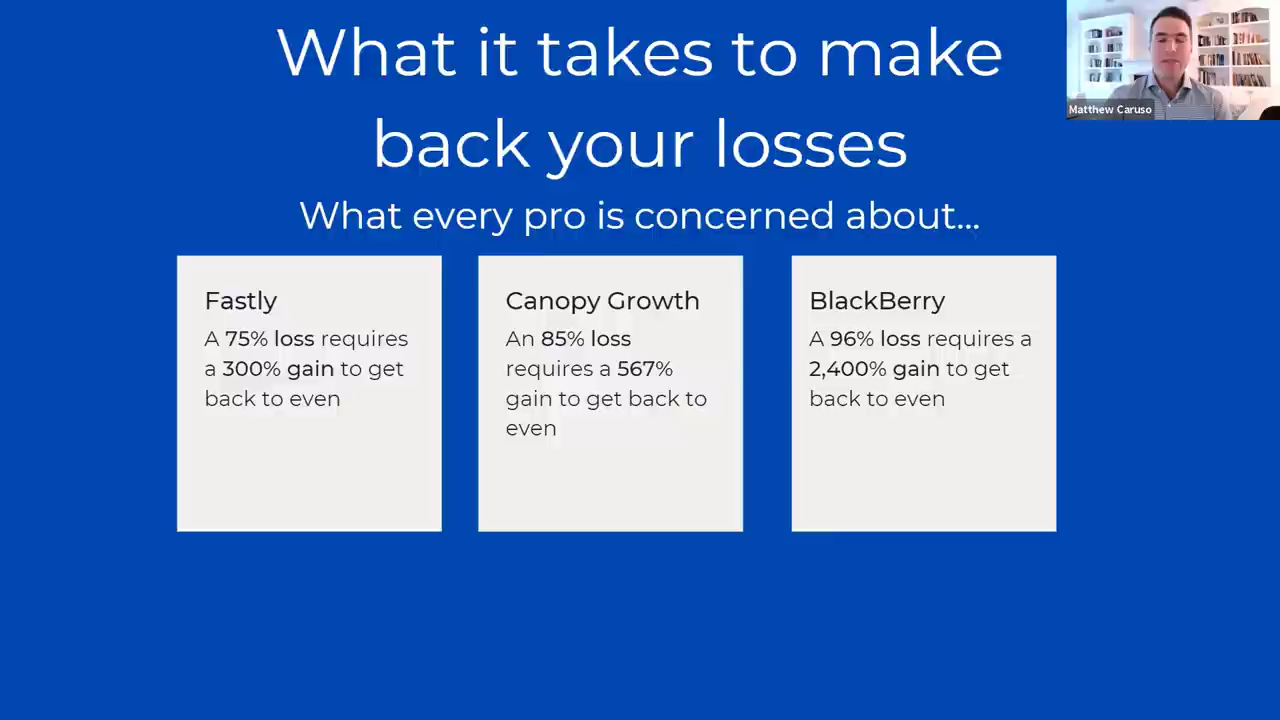 What it takes to make
back your losses
What every pro is concerned about...
Matthew Caruso
Fastly
A 75% loss requires
a 300% gain to get
back to even
Canopy Growth
An 85% loss
requires a 567%
gain to get back to
even
BlackBerry
A 96% loss requires a
2,400% gain to get
back to even